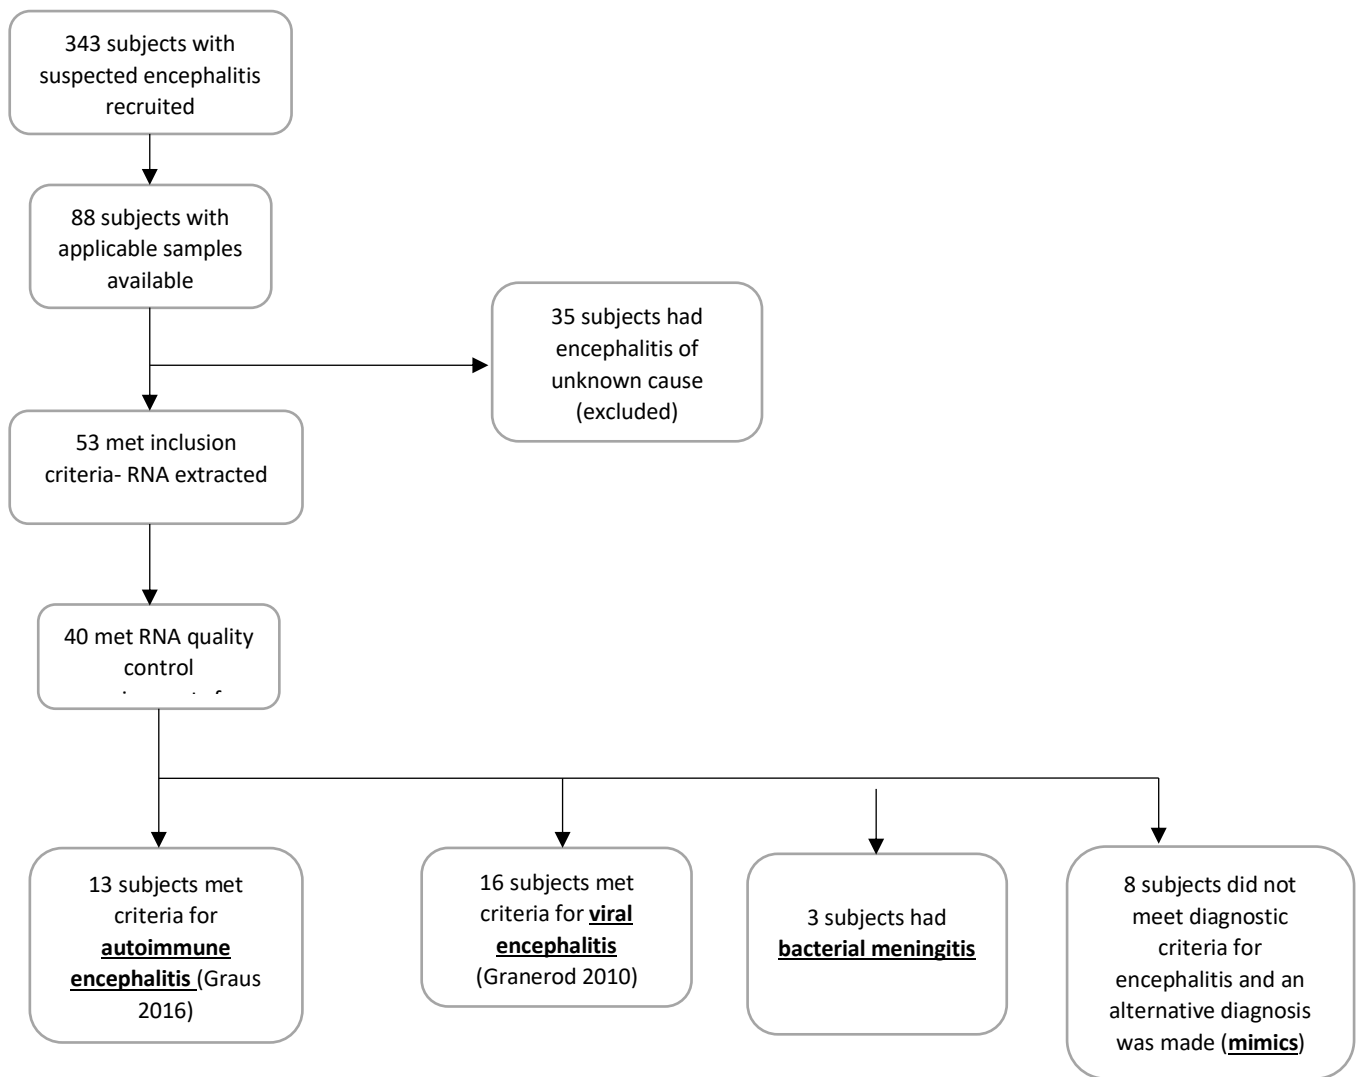 343 subjects with
suspected encephalitis
recruited
88 subjects with
applicable samples
available
35 subjects had
encephalitis of
unknown cause
(excluded)
53 met inclusion
criteria- RNA extracted
40 met RNA quality
control
13 subjects met
criteria for
autoimmune
encephalitis (Graus
2016)
16 subjects met
criteria for viral
encephalitis
(Granerod 2010)
3 subjects had
bacterial meningitis
8 subjects did not
meet diagnostic
criteria for
encephalitis and an
alternative diagnosis
was made (mimics)